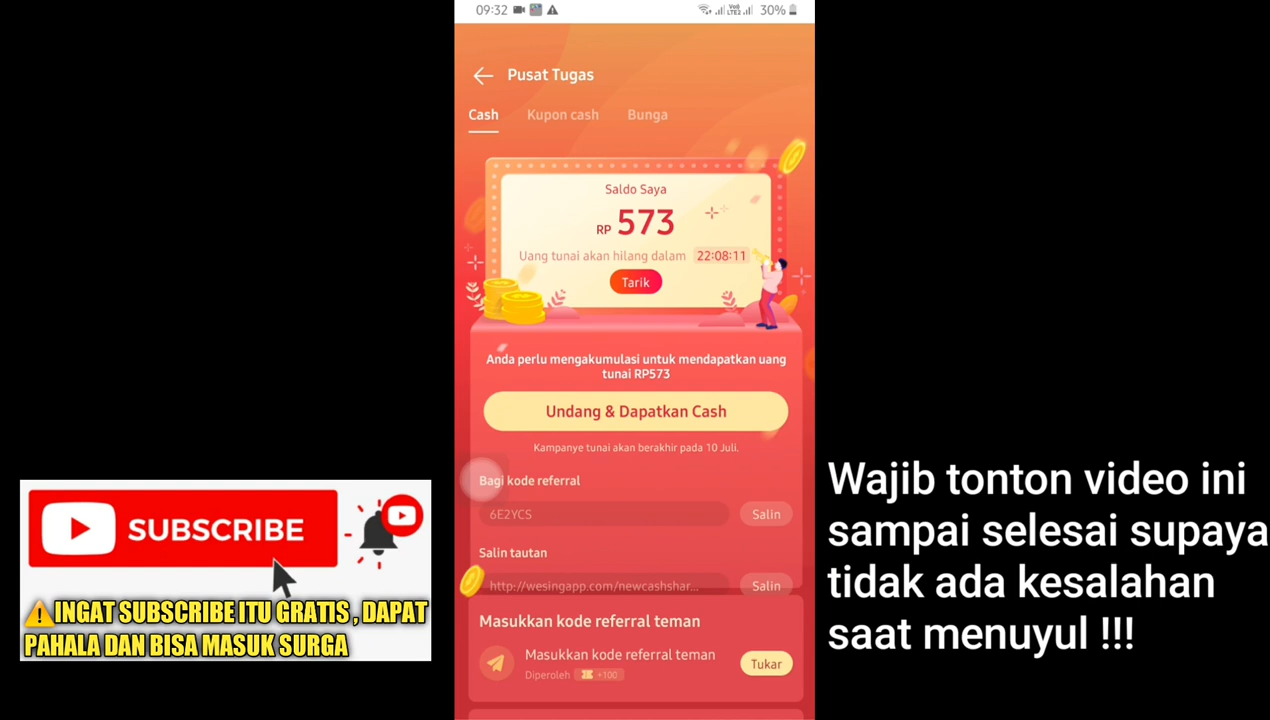 09:32
Vo)) LTE2 30%
Pusat Tugas
Cash Kupon cash Bunga
Saldo Saya
RP 573
Uang tunai akan hilang dalam 22:08:11
Tarik
Anda perlu mengakumulasi untuk mendapatkan uang
tunai RP573
Undang & Dapatkan Cash
Kampanye tunai akan berakhir pada 10 Juli.
Bagi kode referral
6E2YCS Salin
Salin tautan
http://wesingapp.com/newcashshar... Salin
Masukkan kode referral teman
Masukkan kode referral teman
Diperoleh +100
Tukar
SUBSCRIBE
⚠️INGAT SUBSCRIBE ITU GRATIS , DAPAT
PAHALA DAN BISA MASUK SURGA
Wajib tonton video ini
sampai selesai supaya
tidak ada kesalahan
saat menuyul !!!